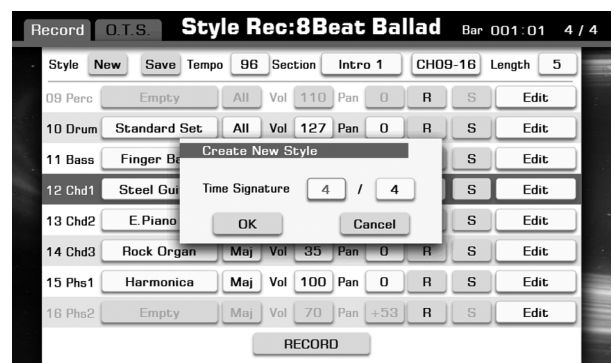 Record O.T.S. Style Rec:8Beat Ballad Bar 001:01 4 / 4
Style New Save Tempo 96 Section Intro 1 CH09-16 Length 5
09 Perc Empty All Vol 110 Pan 0 R S Edit
10 Drum Standard Set All Vol 127 Pan 0 R S Edit
Create New Style
11 Bass Finger Ba S Edit
12 Chd1 Steel Gui S Edit
Time Signature 4 / 4
13 Chd2 E.Piano S Edit
OK Cancel
14 Chd3 Rock Organ Maj Vol 35 Pan 0 R S Edit
15 Phs1 Harmonica Maj Vol 100 Pan 0 R S Edit
16 Phs2 Empty Maj Vol 70 Pan +53 R S Edit
RECORD